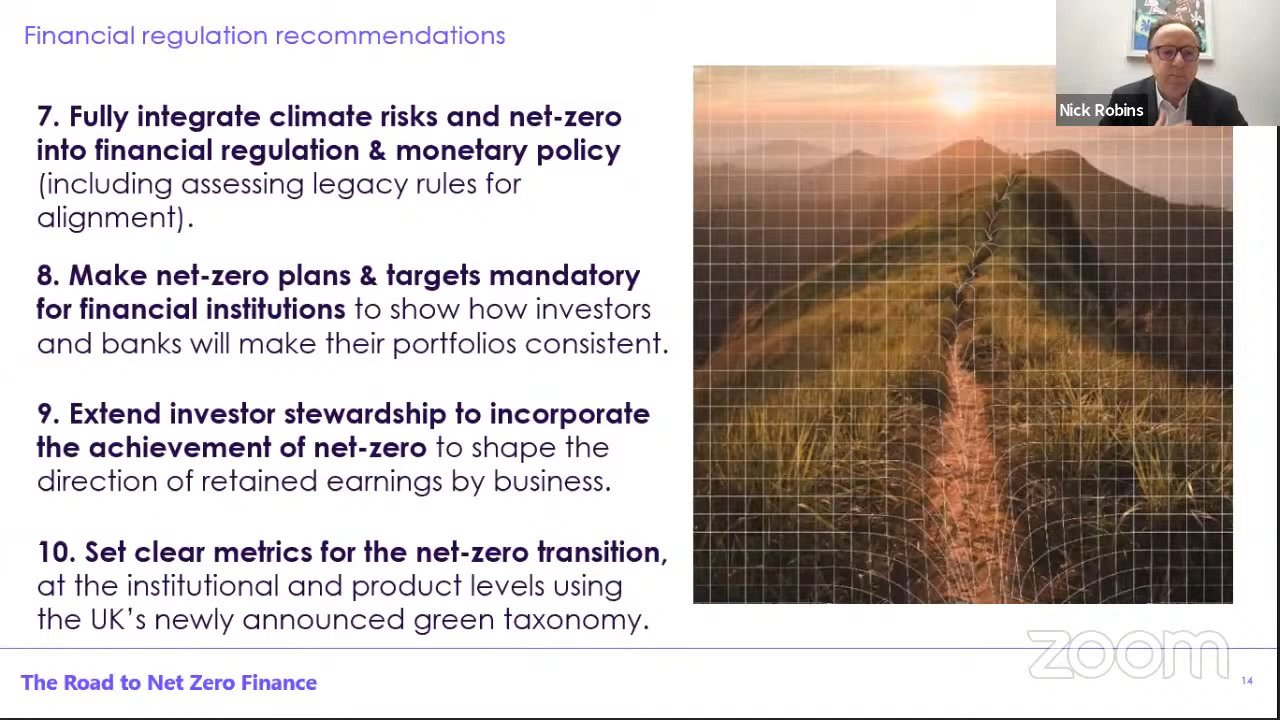 Financial regulation recommendations
Nick Robins
7. Fully integrate climate risks and net-zero
into financial regulation & monetary policy
(including assessing legacy rules for
alignment).
8. Make net-zero plans & targets mandatory
for financial institutions to show how investors
and banks will make their portfolios consistent.
9. Extend investor stewardship to incorporate
the achievement of net-zero to shape the
direction of retained earnings by business.
10. Set clear metrics for the net-zero transition,
at the institutional and product levels using
the UK’s newly announced green taxonomy.
zoom
The Road to Net Zero Finance
14